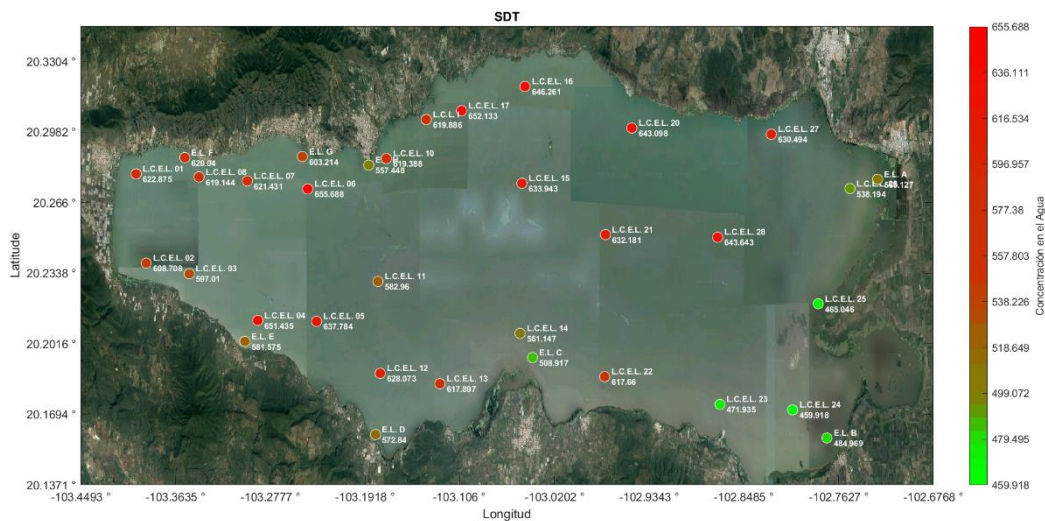 SDT
20.3304 °
20.2982 °
20.266 °
20.2338 °
20.2016 °
20.1694 °
20.1371 °
Latitude
-103.4493 °
-103.3635 °
-103.2777 °
-103.1918 °
-103.106 °
-103.0202 °
-102.9343 °
-102.8485 °
-102.7627 °
-102.6768 °
Longitud
L.C.E.L. 16
646.261
L.C.E.L. 17
652.133
L.C.L I
619.886
L.C.E.L. 20
643.098
L.C.E.L. 27
630.494
E.L. F
620.04
L.C.E.L. 01
622.875
L.C.E.L. 08
619.144
L.C.E.L. 07
621.431
E.L. G
603.214
L.C.E.L. 06
655.688
L.C.E.L. 10
619.388
557.448
L.C.E.L. 15
633.943
E.L. A
L.C.E.L.
538.194
L.C.E.L. 21
632.181
L.C.E.L. 28
643.643
L.C.E.L. 02
608.708
L.C.E.L. 03
597.01
L.C.E.L. 11
582.96
L.C.E.L. 25
465.046
L.C.E.L. 04
651.435
L.C.E.L. 05
637.784
E.L. E
581.575
L.C.E.L. 14
561.147
E.L. C
508.917
L.C.E.L. 12
628.073
L.C.E.L. 13
617.897
L.C.E.L. 22
617.66
L.C.E.L. 23
471.935
L.C.E.L. 24
459.918
E.L. D
572.84
E.L. B
484.969
655.688
636.111
616.534
596.957
577.38
557.803
538.226
518.649
499.072
479.495
459.918
Concentración en el Agua